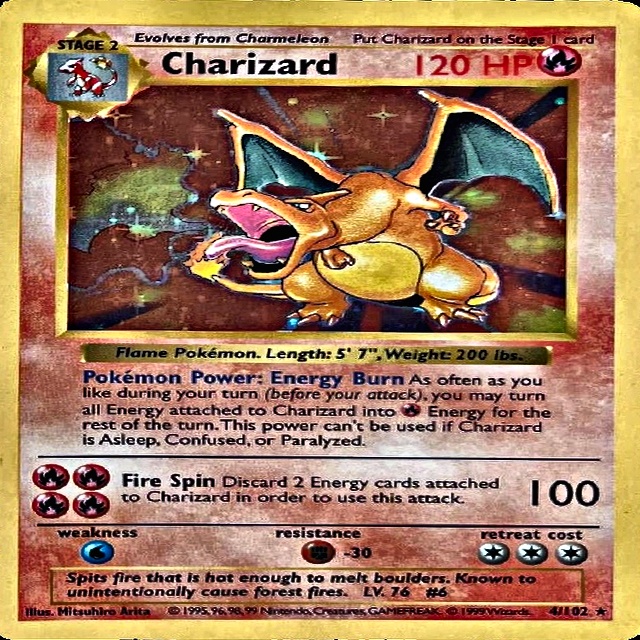 STAGE 2
Evolves from Charmeleon Put Charizard on the Stage 1 card
Charizard 120 HP
Flame Pokémon. Length: 5' 7", Weight: 200 lbs.
Pokémon Power: Energy Burn As often as you
like during your turn (before your attack), you may turn
all Energy attached to Charizard into Energy for the
rest of the turn. This power can't be used if Charizard
is Asleep, Confused, or Paralyzed.
Fire Spin Discard 2 Energy cards attached
to Charizard in order to use this attack.
100
weakness resistance retreat cost
-30
Spits fire that is hot enough to melt boulders. Known to
unintentionally cause forest fires. LV. 76 #6
Illus. Mitsuhiro Arita © 1995, 96, 98, 99 Nintendo, Creatures, GAMEFREAK. © 1999 Wizards. 4/102 ★